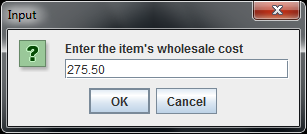 Input
?
Enter the item's wholesale cost
275.50
OK
Cancel